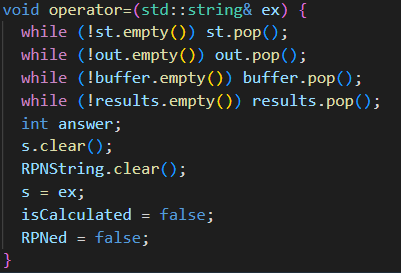 void operator=(std::string& ex) {
while (!st.empty()) st.pop();
while (!out.empty()) out.pop();
while (!buffer.empty()) buffer.pop();
while (!results.empty()) results.pop();
int answer;
s.clear();
RPNString.clear();
s = ex;
isCalculated = false;
RPNed = false;
}